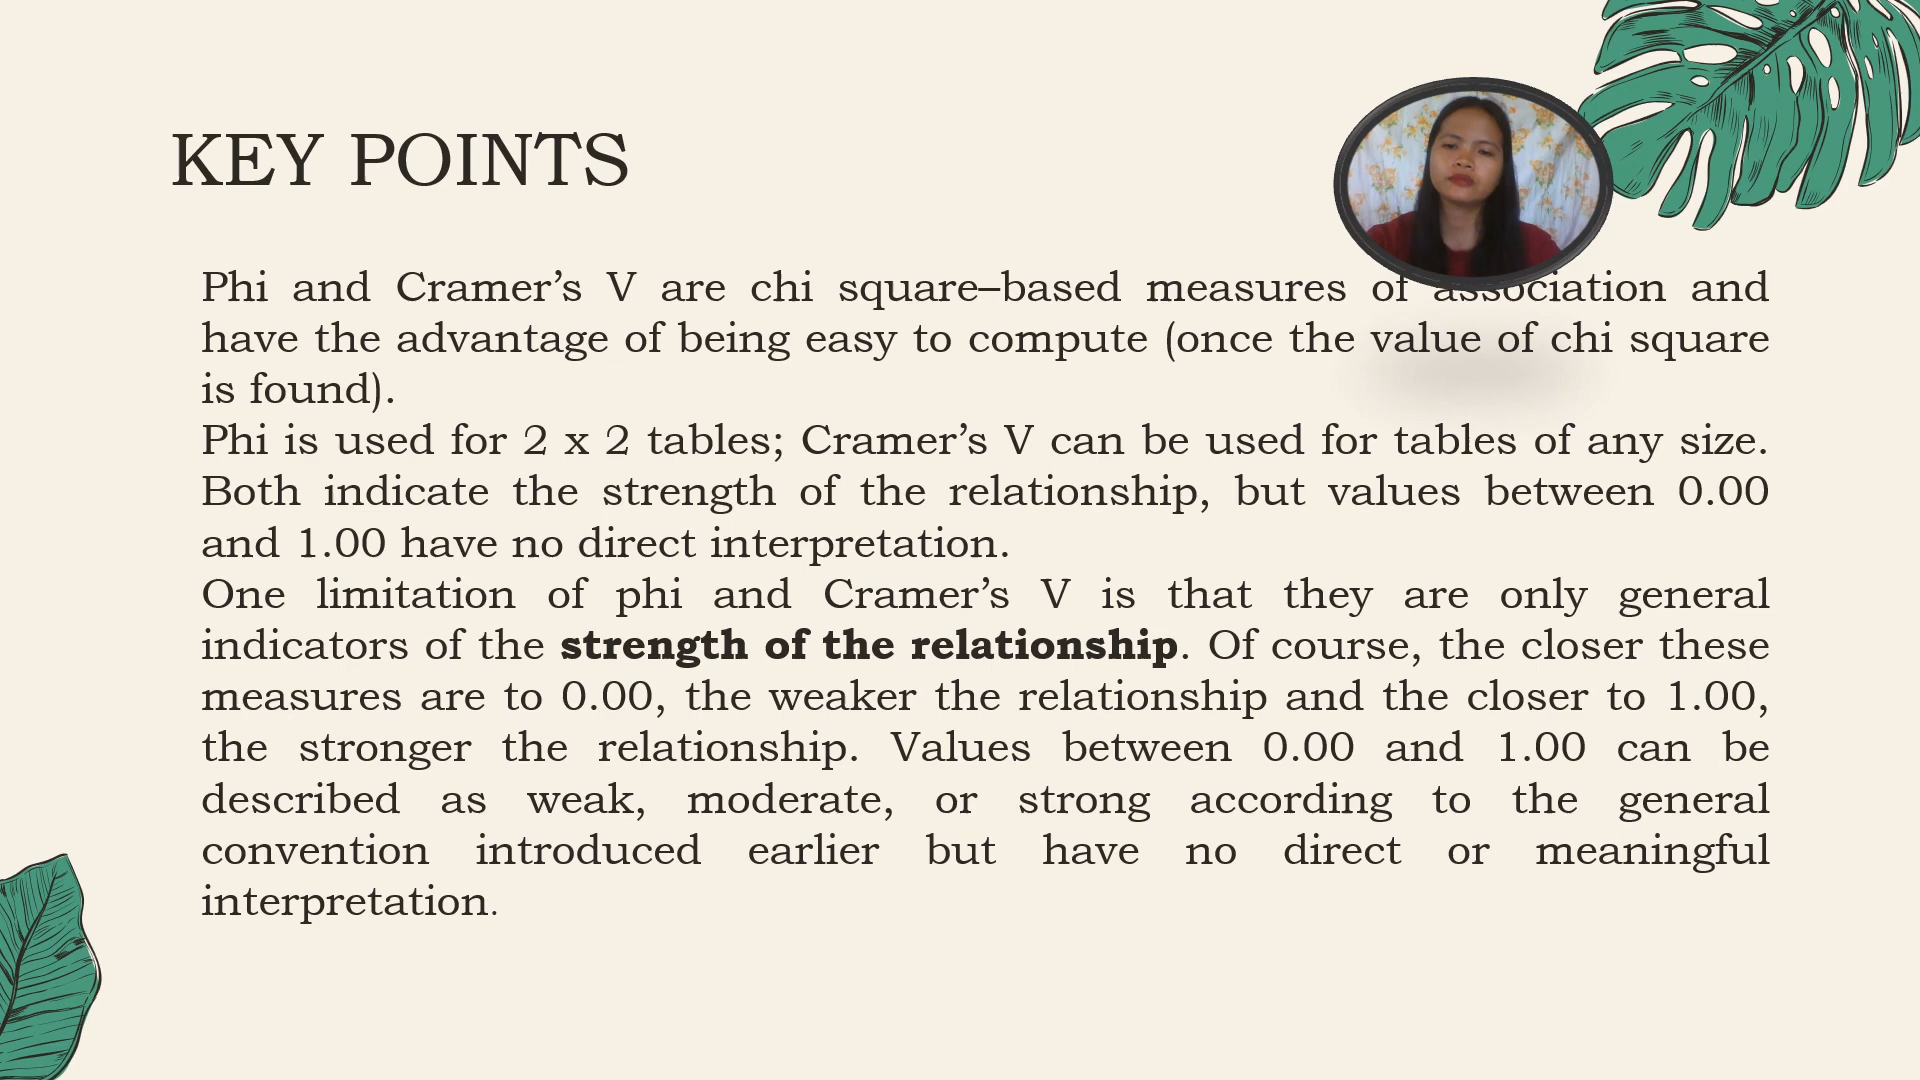 KEY POINTS
Phi and Cramer's V are chi square–based measures of association and
have the advantage of being easy to compute (once the value of chi square
is found).
Phi is used for 2 x 2 tables; Cramer's V can be used for tables of any size.
Both indicate the strength of the relationship, but values between 0.00
and 1.00 have no direct interpretation.
One limitation of phi and Cramer's V is that they are only general
indicators of the strength of the relationship. Of course, the closer these
measures are to 0.00, the weaker the relationship and the closer to 1.00,
the stronger the relationship. Values between 0.00 and 1.00 can be
described as weak, moderate, or strong according to the general
convention introduced earlier but have no direct or meaningful
interpretation.